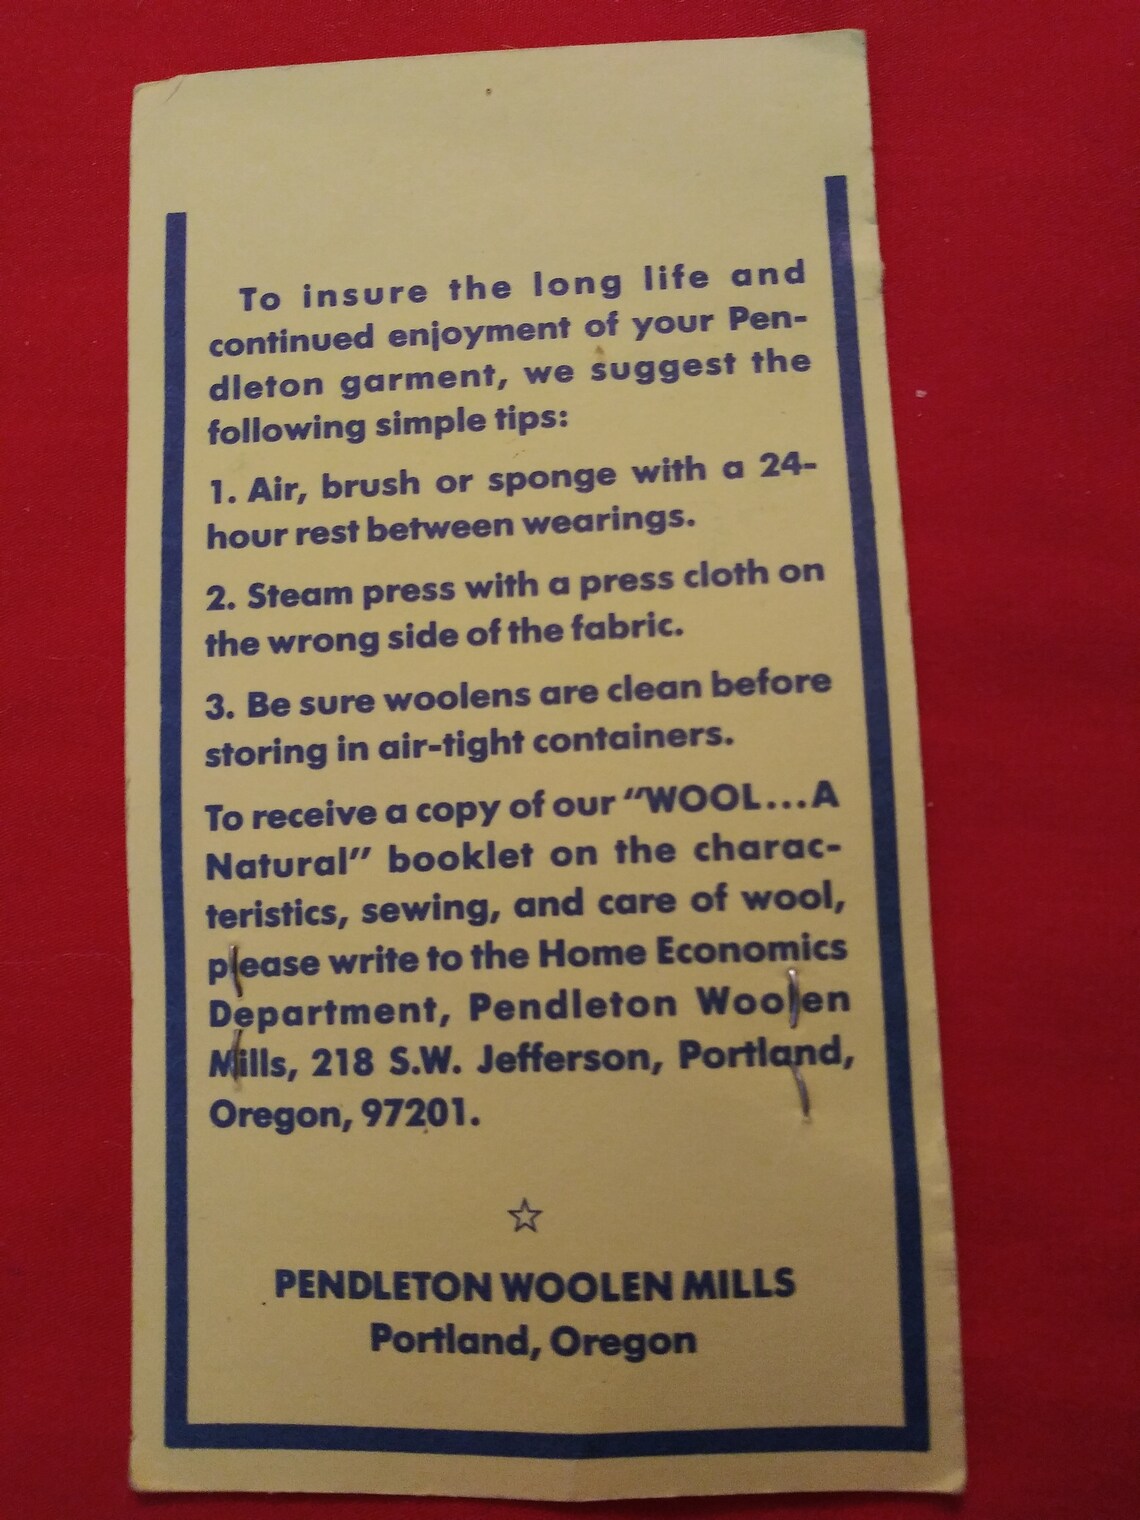 To insure the long life and
continued enjoyment of your Pen-
dleton garment, we suggest the
following simple tips:
1. Air, brush or sponge with a 24-
hour rest between wearings.
2. Steam press with a press cloth on
the wrong side of the fabric.
3. Be sure woolens are clean before
storing in air-tight containers.
To receive a copy of our "WOOL...A
Natural" booklet on the charac-
teristics, sewing, and care of wool,
please write to the Home Economics
Department, Pendleton Woolen
Mills, 218 S.W. Jefferson, Portland,
Oregon, 97201.
PENDLETON WOOLEN MILLS
Portland, Oregon